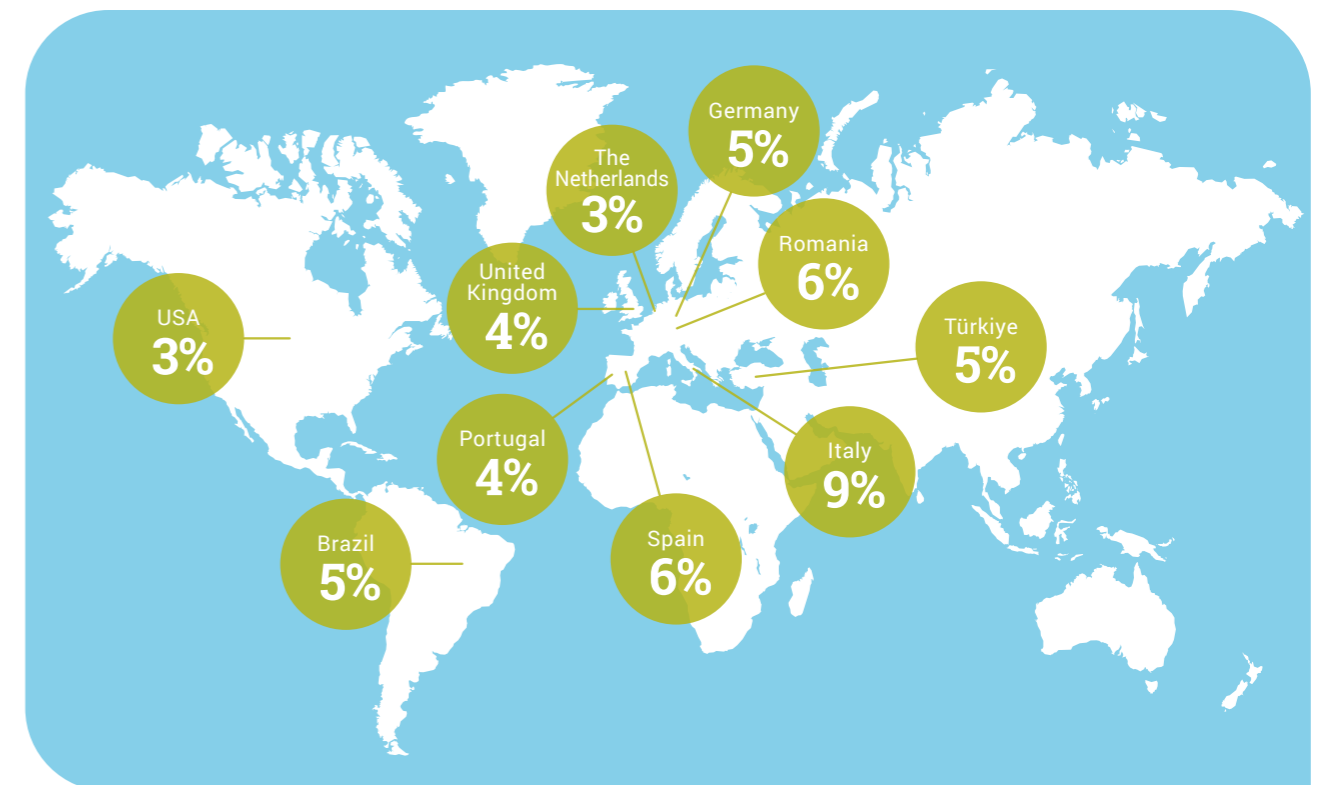 Germany
5%
The
Netherlands
3%
Romania
6%
United
Kingdom
4%
USA
3%
Türkiye
5%
Portugal
4%
Italy
9%
Brazil
5%
Spain
6%